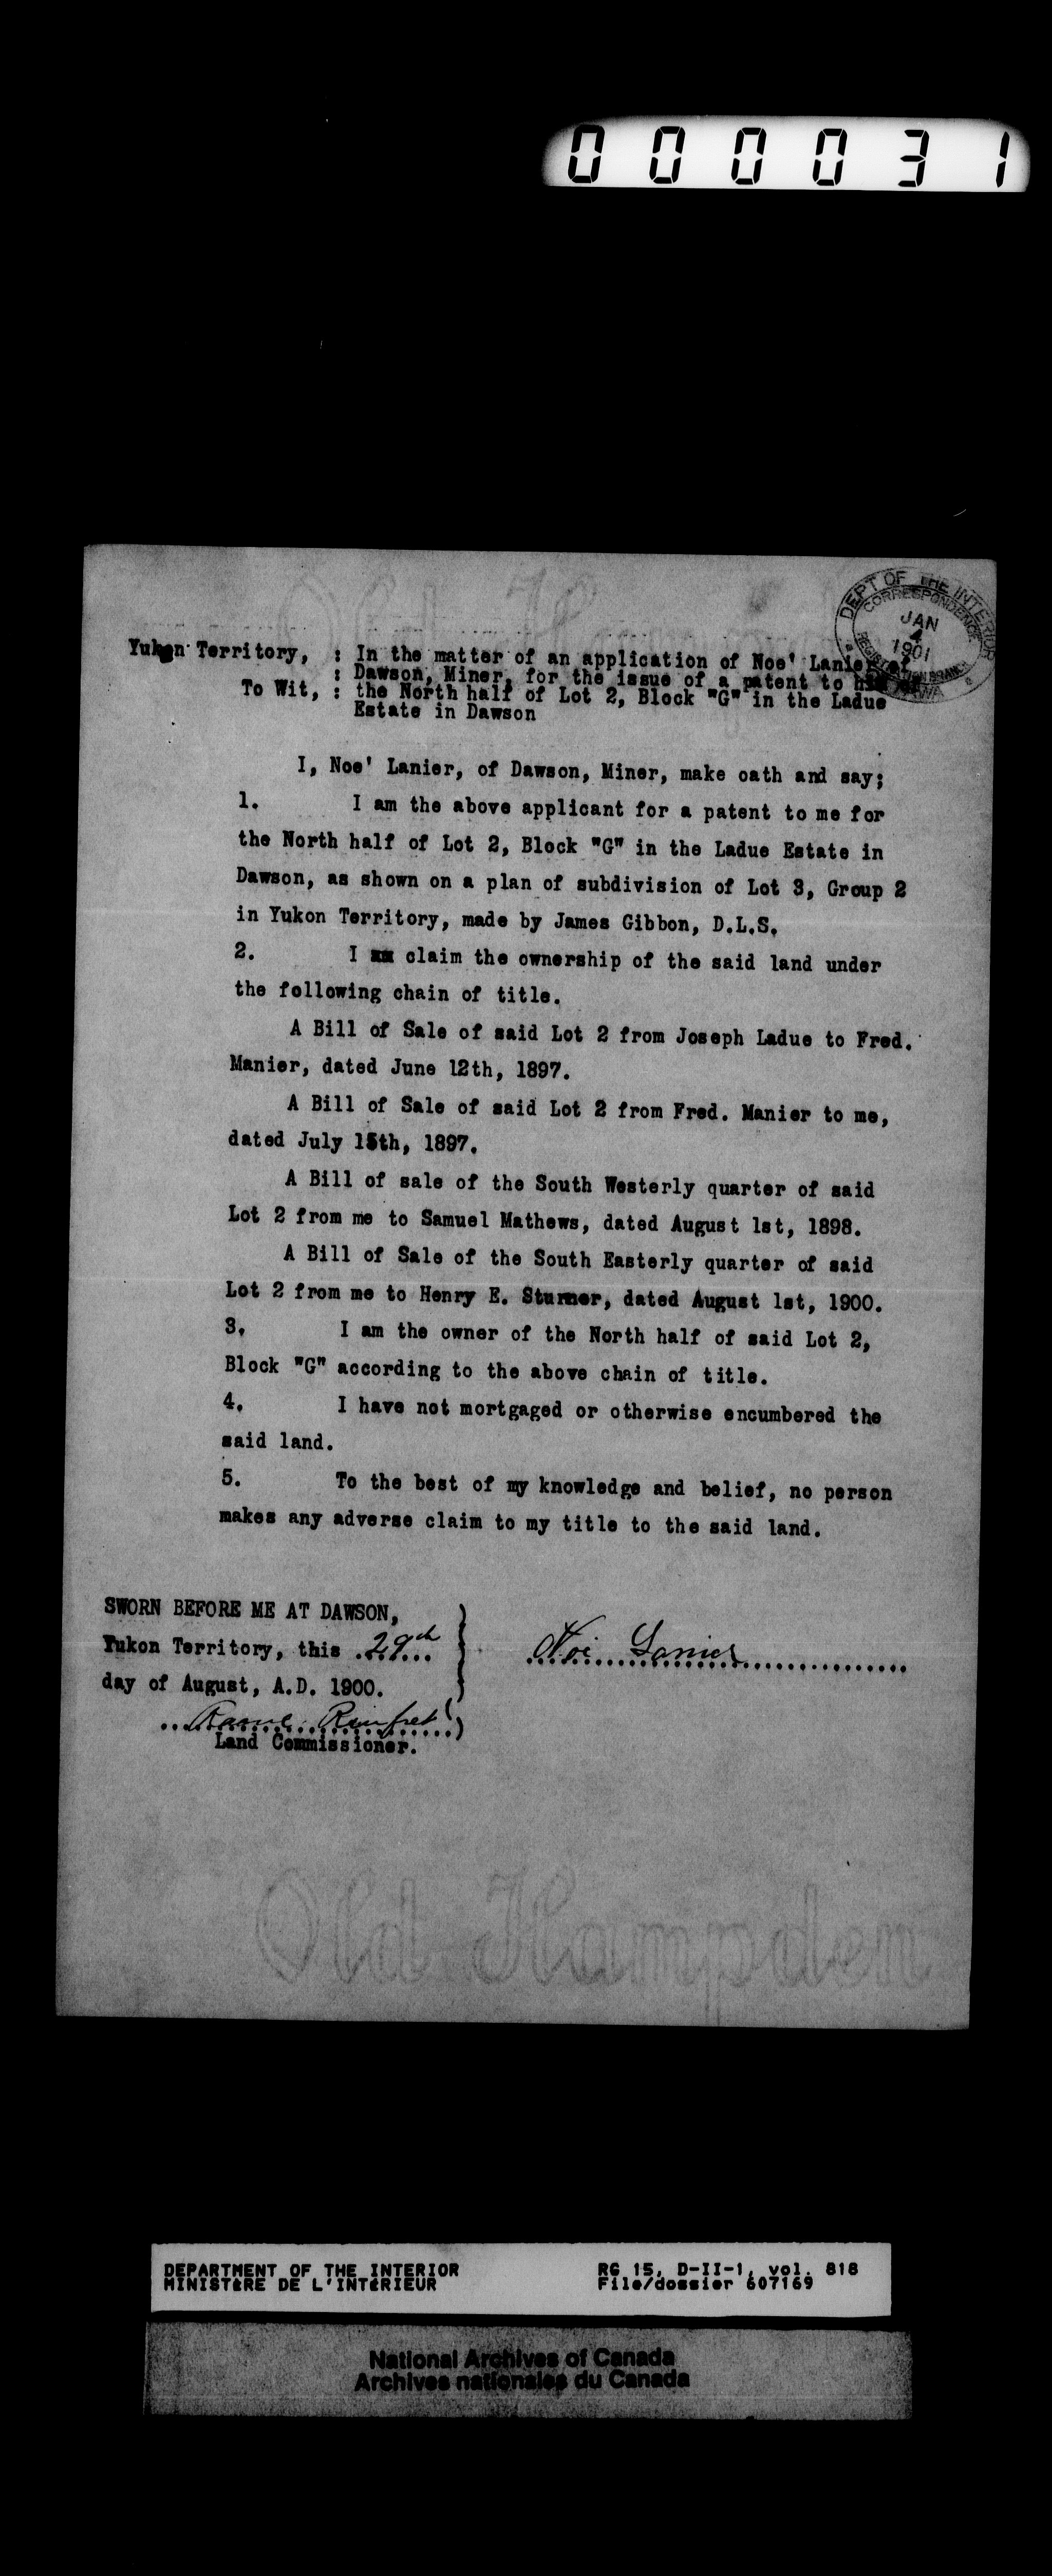 000031
DEPT OF THE INTERIOR
CORRESPONDENCE
JAN
4
1901
Yukon Territory, : In the matter of an application of Noe' Lanier of
: Dawson, Miner, for the issue of a patent to him of
To Wit, : the North half of Lot 2, Block "G" in the Ladue
Estate in Dawson
I, Noe' Lanier, of Dawson, Miner, make oath and say;
1. I am the above applicant for a patent to me for
the North half of Lot 2, Block "G" in the Ladue Estate in
Dawson, as shown on a plan of subdivision of Lot 3, Group 2
in Yukon Territory, made by James Gibbon, D.L.S.
2. I claim the ownership of the said land under
the following chain of title.
A Bill of Sale of said Lot 2 from Joseph Ladue to Fred.
Manier, dated June 12th, 1897.
A Bill of Sale of said Lot 2 from Fred. Manier to me,
dated July 15th, 1897.
A Bill of sale of the South Westerly quarter of said
Lot 2 from me to Samuel Mathews, dated August 1st, 1898.
A Bill of Sale of the South Easterly quarter of said
Lot 2 from me to Henry E. Sturmer, dated August 1st, 1900.
3. I am the owner of the North half of said Lot 2,
Block "G" according to the above chain of title.
4. I have not mortgaged or otherwise encumbered the
said land.
5. To the best of my knowledge and belief, no person
makes any adverse claim to my title to the said land.
SWORN BEFORE ME AT DAWSON,
Yukon Territory, this 29th
day of August, A.D. 1900.
Noe Lanier
Raoul Rinfret
Land Commissioner.
Old Hampden
DEPARTMENT OF THE INTERIOR
MINISTÈRE DE L'INTÉRIEUR
RG 15, D-II-1, vol. 818
File/dossier 607169
National Archives of Canada
Archives nationales du Canada